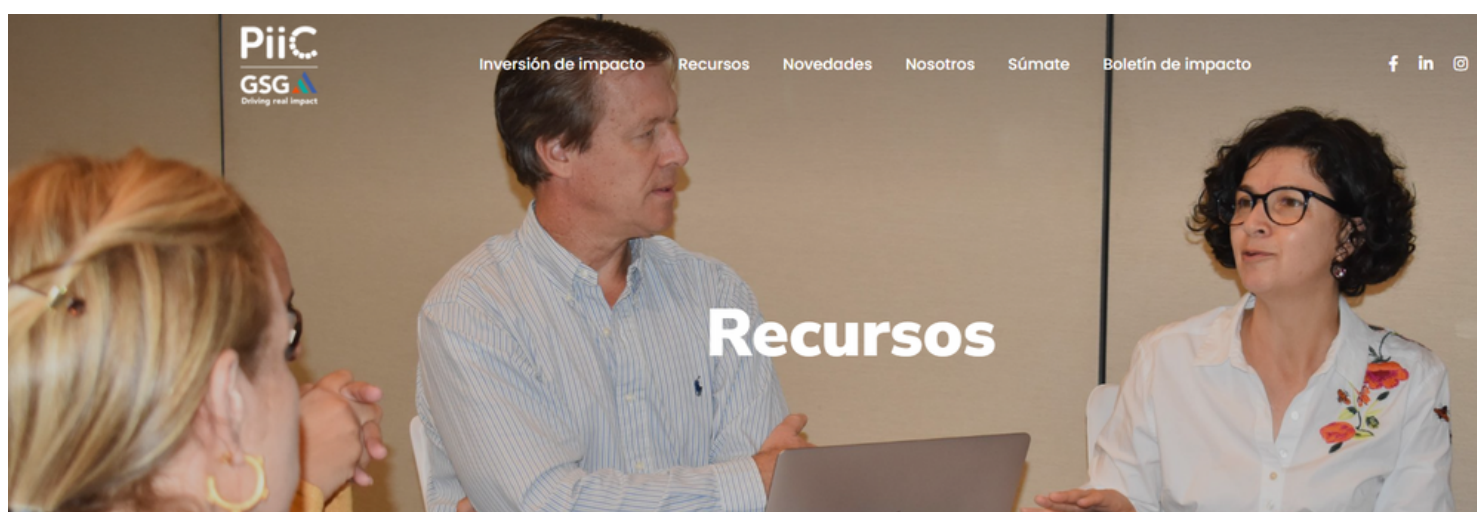 PiiC
GSG
Driving real impact
Inversión de impacto Recursos Novedades Nosotros Súmate Boletín de impacto
Recursos